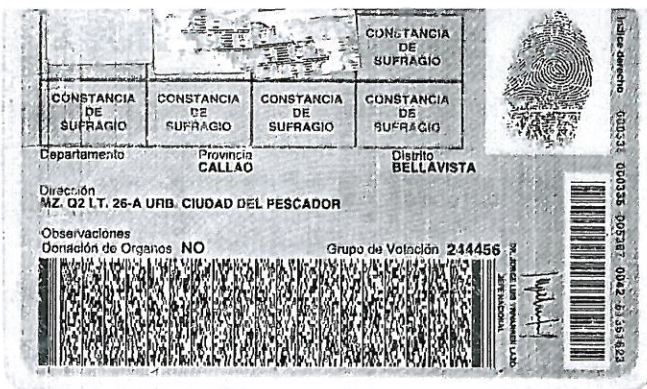 CONSTANCIA
DE
SUFRAGIO
CONSTANCIA
DE
SUFRAGIO
CONSTANCIA
DE
SUFRAGIO
CONSTANCIA
DE
SUFRAGIO
CONSTANCIA
DE
SUFRAGIO
Departamento Provincia Distrito
CALLAO BELLAVISTA
Dirección
MZ. Q2 LT. 26-A URB. CIUDAD DEL PESCADOR
Observaciones
Donación de Organos NO Grupo de Votación 244456
Indice derecho